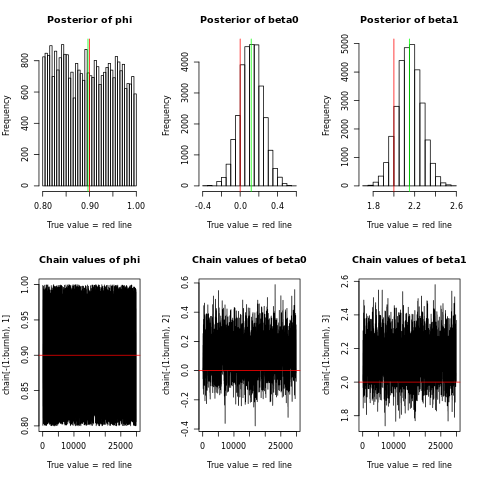 Posterior of phi
Posterior of beta0
Posterior of beta1
Frequency
0 200 400 600 800
0.80 0.90 1.00
True value = red line
Frequency
0 1000 2000 3000 4000
-0.4 0.0 0.4
True value = red line
Frequency
0 1000 2000 3000 4000 5000
1.8 2.2 2.6
True value = red line
Chain values of phi
Chain values of beta0
Chain values of beta1
chain[-(1:burnIn), 1]
0.80 0.85 0.90 0.95 1.00
0 10000 25000
True value = red line
chain[-(1:burnIn), 2]
-0.4 -0.2 0.0 0.2 0.4 0.6
0 10000 25000
True value = red line
chain[-(1:burnIn), 3]
1.8 2.0 2.2 2.4 2.6
0 10000 25000
True value = red line